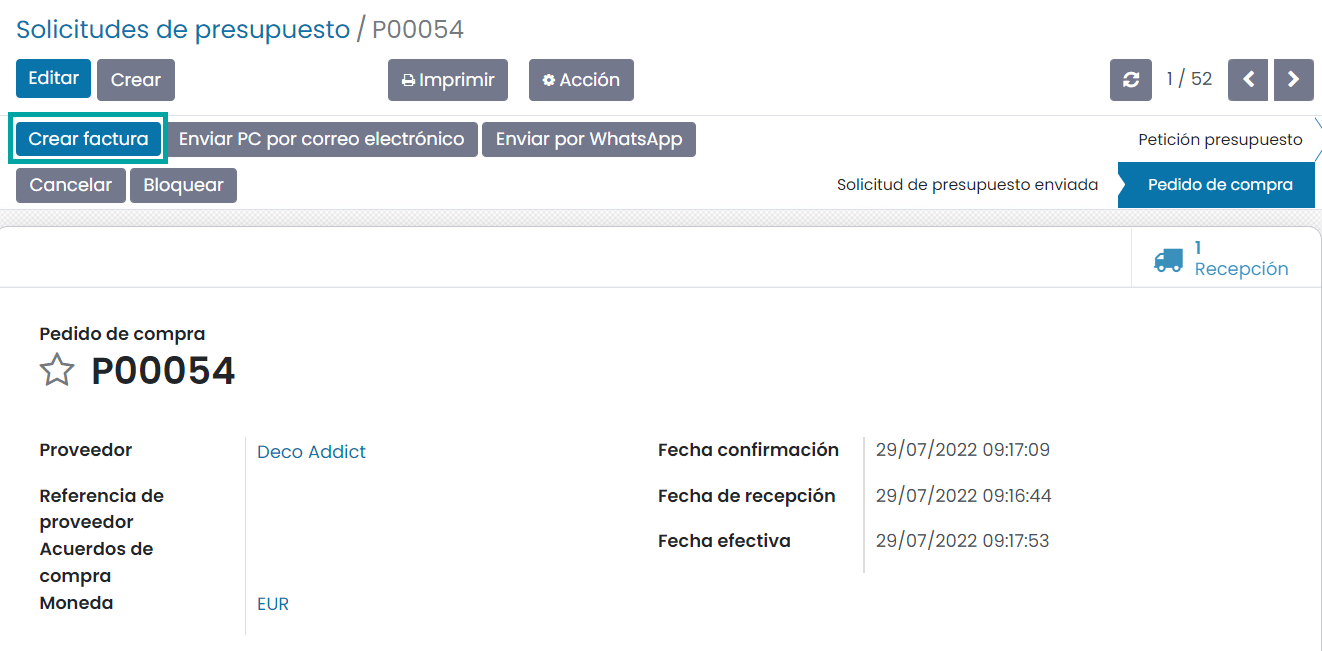 Solicitudes de presupuesto / P00054
Editar Crear Imprimir Acción 1 / 52
Crear factura Enviar PC por correo electrónico Enviar por WhatsApp Petición presupuesto
Cancelar Bloquear Solicitud de presupuesto enviada Pedido de compra
1
Recepción
Pedido de compra
P00054
Proveedor Deco Addict Fecha confirmación 29/07/2022 09:17:09
Referencia de Fecha de recepción 29/07/2022 09:16:44
proveedor
Acuerdos de Fecha efectiva 29/07/2022 09:17:53
compra
Moneda EUR